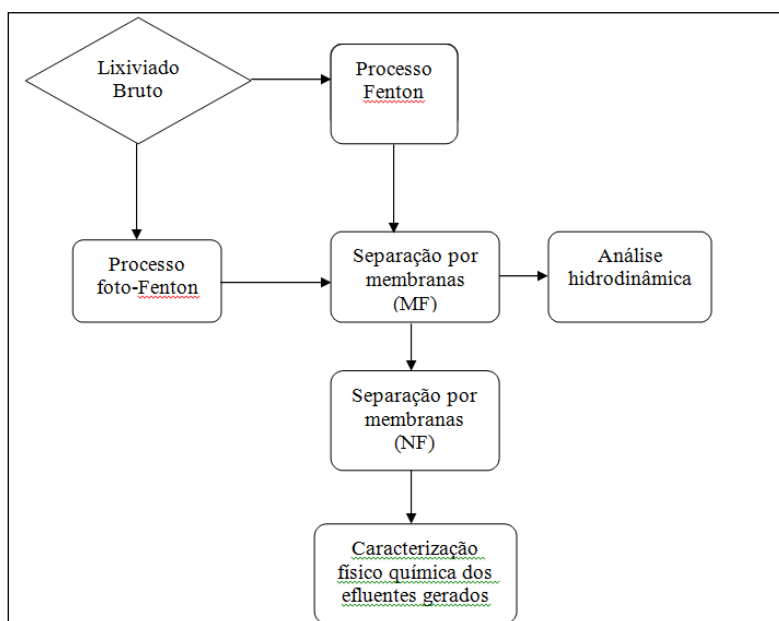 Lixiviado
Bruto
Processo
Fenton
Processo
foto-Fenton
Separação por
membranas
(MF)
Análise
hidrodinâmica
Separação por
membranas
(NF)
Caracterização
físico química dos
efluentes gerados